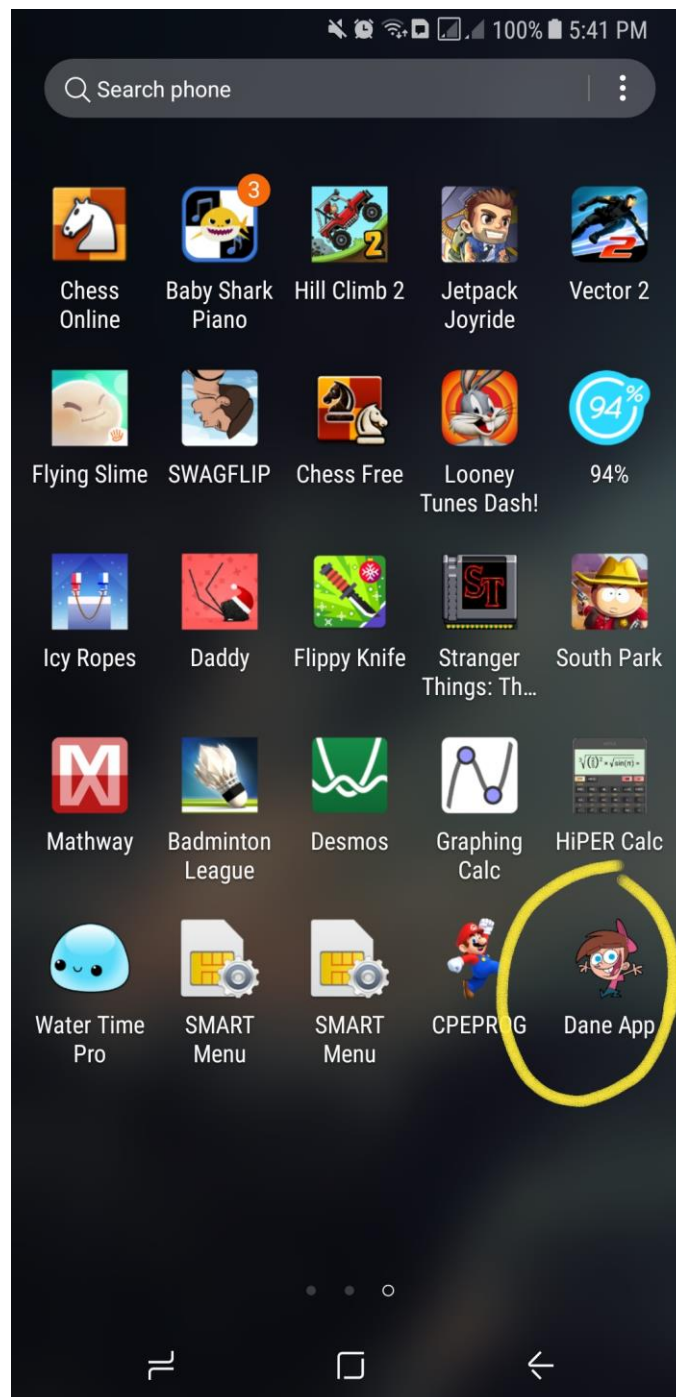 100% 5:41 PM
Search phone
3
2
2
Chess Online
Baby Shark Piano
Hill Climb 2
Jetpack Joyride
Vector 2
94%
Flying Slime
SWAGFLIP
Chess Free
Looney Tunes Dash!
94%
ST
Icy Ropes
Daddy
Flippy Knife
Stranger Things: Th...
South Park
Mathway
Badminton League
Desmos
Graphing Calc
HiPER Calc
Water Time Pro
SMART Menu
SMART Menu
CPEPROG
Dane App